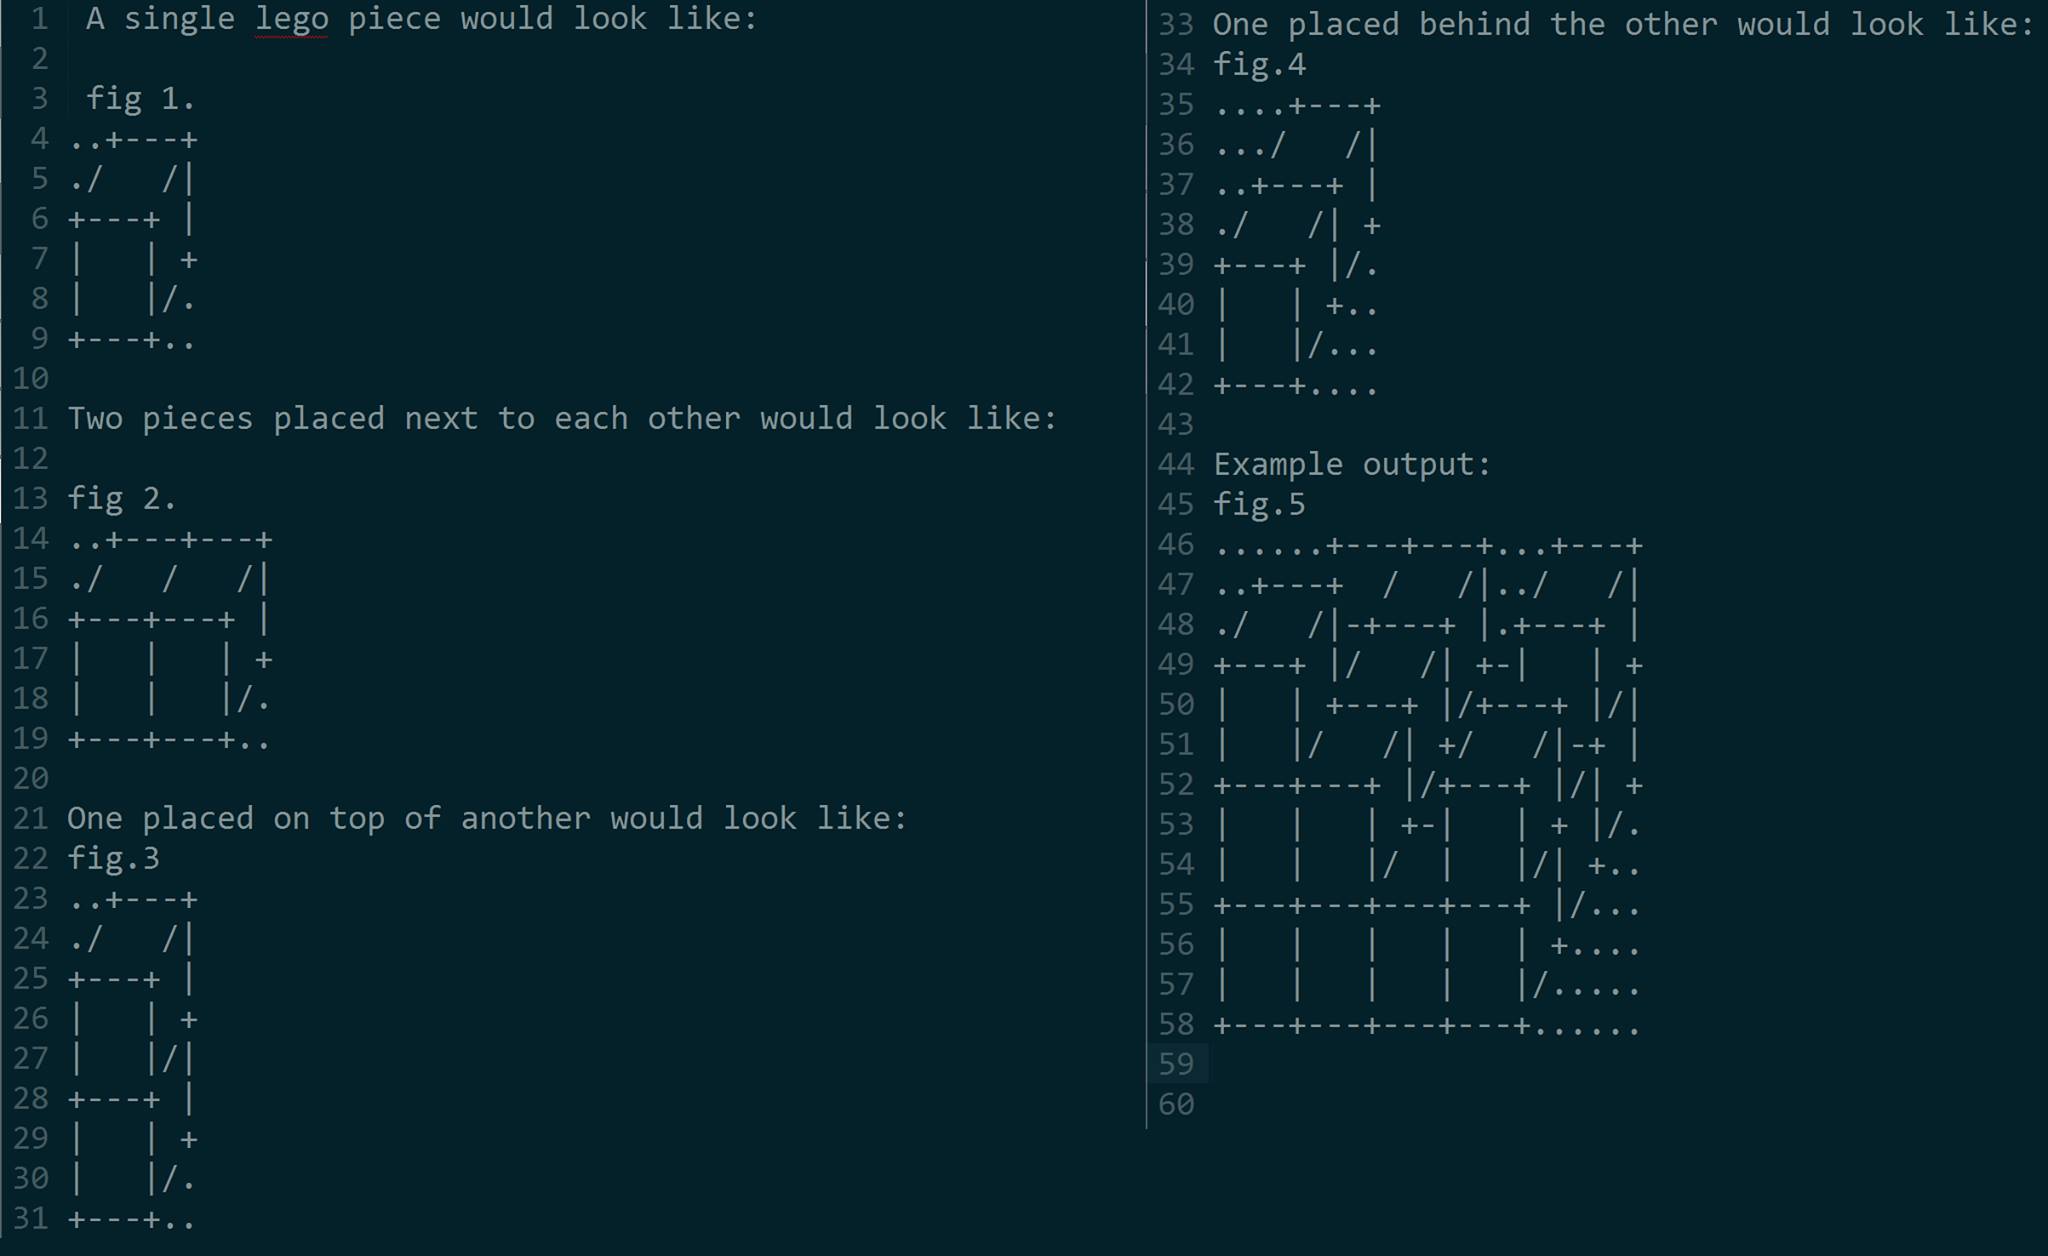 1 A single lego piece would look like:
2
3 fig 1.
4 ..+---+
5 ./   /|
6 +---+ |
7 |   | +
8 |   |/.
9 +---+..
10
11 Two pieces placed next to each other would look like:
12
13 fig 2.
14 ..+---+---+
15 ./   /   /|
16 +---+---+ |
17 |   |   | +
18 |   |   |/.
19 +---+---+..
20
21 One placed on top of another would look like:
22 fig.3
23 ..+---+
24 ./   /|
25 +---+ |
26 |   | +
27 |   |/|
28 +---+ |
29 |   | +
30 |   |/.
31 +---+..
33 One placed behind the other would look like:
34 fig.4
35 ....+---+
36 .../   /|
37 ..+---+ |
38 ./   /| +
39 +---+ |/.
40 |   | +..
41 |   |/...
42 +---+....
43
44 Example output:
45 fig.5
46 ......+---+---+...+---+
47 ..+---+  /   /|../   /|
48 ./   /|-+---+ |.+---+ |
49 +---+ |/   /| +-|   | +
50 |   | +---+ |/+---+ |/|
51 |   |/   /| +/   /|-+ |
52 +---+---+ |/+---+ |/| +
53 |   |   | +-|   | + |/.
54 |   |   |/  |   |/| +..
55 +---+---+---+---+ |/...
56 |   |   |   |   | +....
57 |   |   |   |   |/.....
58 +---+---+---+---+......
59
60